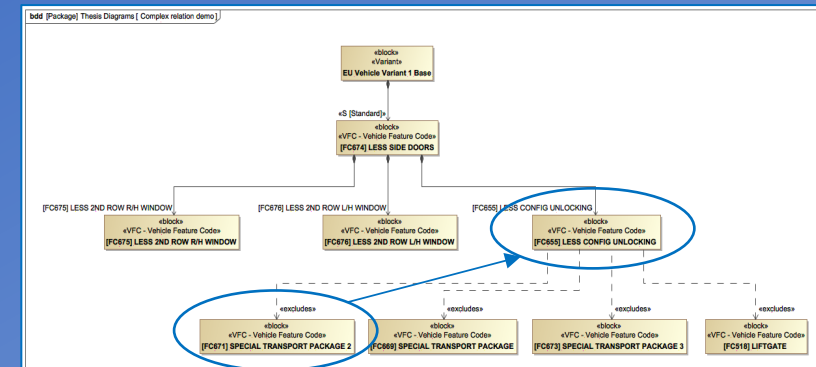 bdd [Package] Thesis Diagrams [ Complex relation demo]
«block»
«Variant»
EU Vehicle Variant 1 Base
«S [Standard]»
«block»
«VFC - Vehicle Feature Code»
[FC674] LESS SIDE DOORS
[FC675] LESS 2ND ROW R/H WINDOW
«block»
«VFC - Vehicle Feature Code»
[FC675] LESS 2ND ROW R/H WINDOW
[FC676] LESS 2ND ROW L/H WINDOW
«block»
«VFC - Vehicle Feature Code»
[FC676] LESS 2ND ROW L/H WINDOW
[FC655] LESS CONFIG UNLOCKING
«block»
«VFC - Vehicle Feature Code»
[FC655] LESS CONFIG UNLOCKING
«excludes»
«block»
«VFC - Vehicle Feature Code»
[FC671] SPECIAL TRANSPORT PACKAGE 2
«excludes»
«block»
«VFC - Vehicle Feature Code»
[FC669] SPECIAL TRANSPORT PACKAGE
«excludes»
«block»
«VFC - Vehicle Feature Code»
[FC673] SPECIAL TRANSPORT PACKAGE 3
«excludes»
«block»
«VFC - Vehicle Feature Code»
[FC518] LIFTGATE